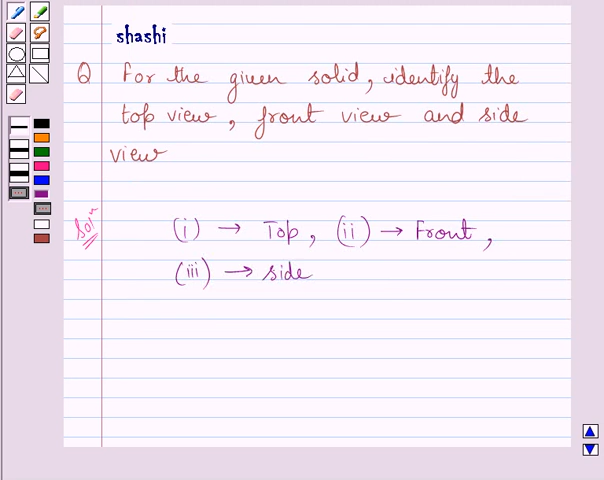 shashi
Q For the given solid, identify the
top view, front view and side
view
Solⁿ (i) → Top, (ii) → Front,
(iii) → side